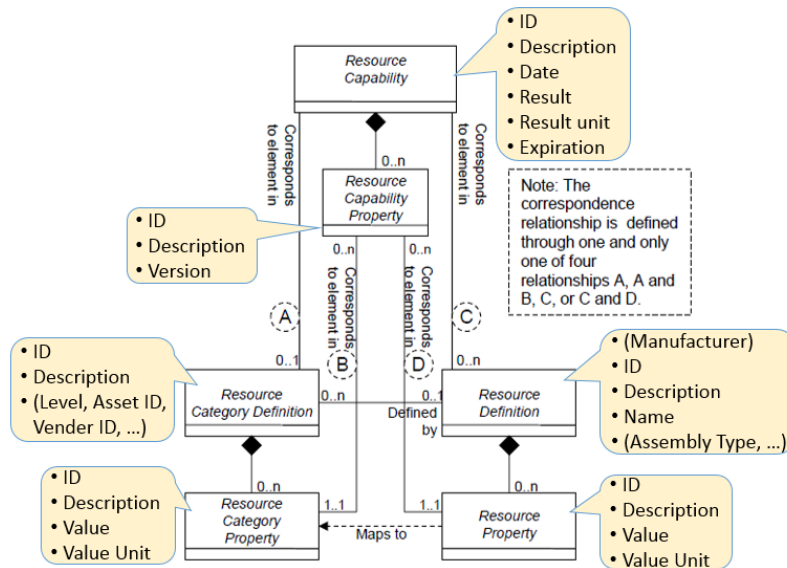 Resource
Capability
• ID
• Description
• Date
• Result
• Result unit
• Expiration
Corresponds
to element in
Corresponds
to element in
0..n
Resource
Capability
Property
• ID
• Description
• Version
Note: The
correspondence
relationship is defined
through one and only
one of four
relationships A, A and
B, C, or C and D.
0..n
0..n
Corresponds
to element in
Corresponds
to element in
A
B
D
C
• ID
• Description
• (Level, Asset ID,
Vender ID, ...)
0..1
0..n
Resource
Category Definition
0..n
0..1
Defined
by
Resource
Definition
• (Manufacturer)
• ID
• Description
• Name
• (Assembly Type, ...)
• ID
• Description
• Value
• Value Unit
0..n
Resource
Category
Property
1..1
Maps to
1..1
0..n
Resource
Property
• ID
• Description
• Value
• Value Unit